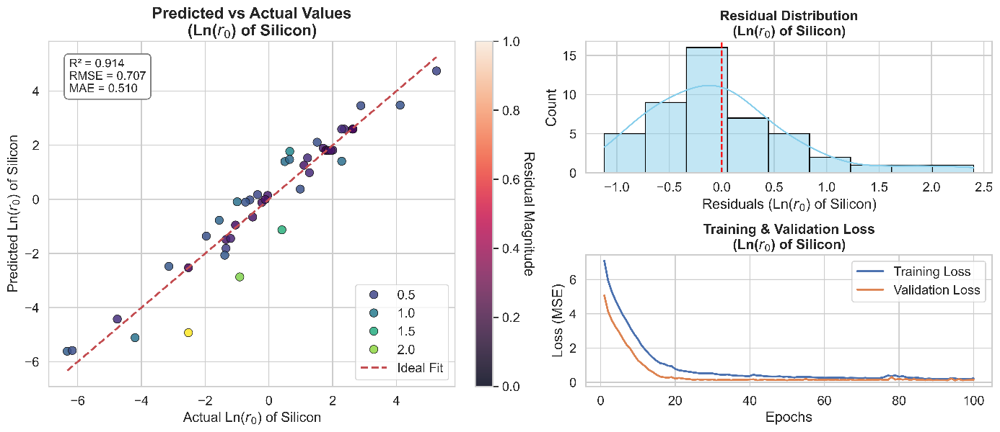 Predicted vs Actual Values
(Ln(r₀) of Silicon)
R² = 0.914
RMSE = 0.707
MAE = 0.510
Predicted Ln(r₀) of Silicon
4
2
0
−2
−4
−6
−6
−4
−2
0
2
4
Actual Ln(r₀) of Silicon
0.5
1.0
1.5
2.0
Ideal Fit
1.0
0.8
0.6
0.4
0.2
0.0
Residual Magnitude
Residual Distribution
(Ln(r₀) of Silicon)
Count
15
10
5
0
−1.0
−0.5
0.0
0.5
1.0
1.5
2.0
2.5
Residuals (Ln(r₀) of Silicon)
Training & Validation Loss
(Ln(r₀) of Silicon)
Loss (MSE)
6
4
2
0
Training Loss
Validation Loss
0
20
40
60
80
100
Epochs